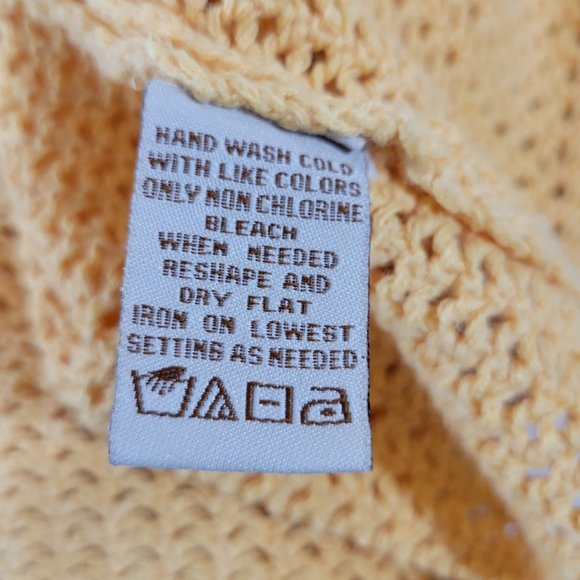 HAND WASH COLD
WITH LIKE COLORS
ONLY NON CHLORINE
BLEACH
WHEN NEEDED
RESHAPE AND
DRY FLAT
IRON ON LOWEST
SETTING AS NEEDED